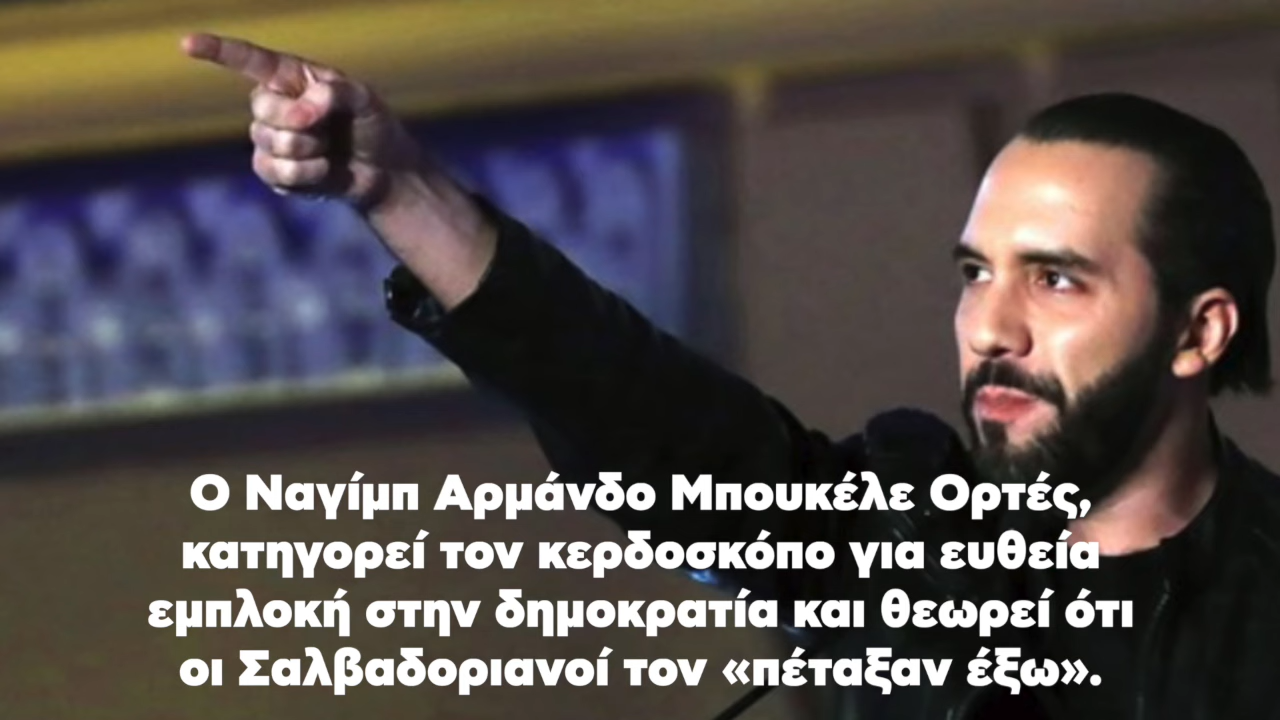 Ο Ναγίμπ Αρμάνδο Μπουκέλε Ορτές,
κατηγορεί τον κερδοσκόπο για ευθεία
εμπλοκή στην δημοκρατία και θεωρεί ότι
οι Σαλβαδοριανοί τον «πέταξαν έξω».